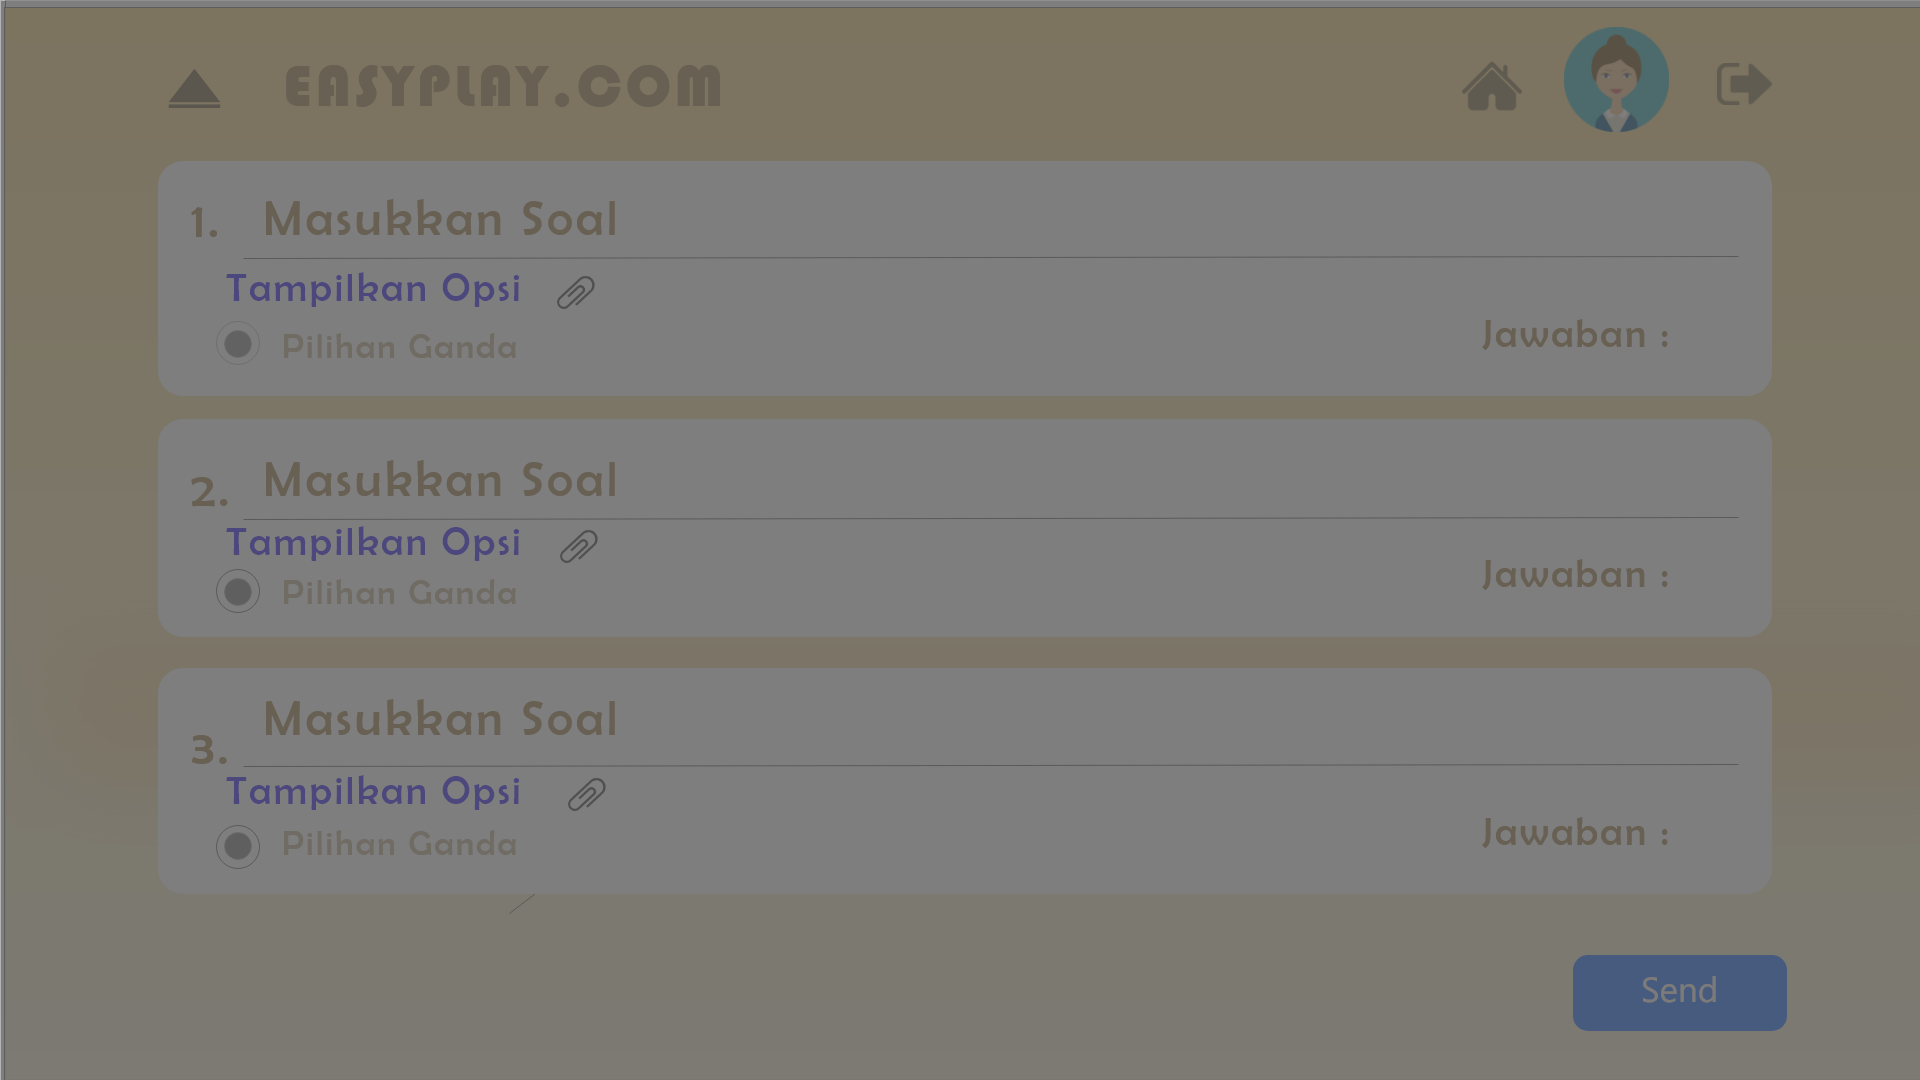 EASYPLAY.COM
1. Masukkan Soal
Tampilkan Opsi
Pilihan Ganda
Jawaban :
2. Masukkan Soal
Tampilkan Opsi
Pilihan Ganda
Jawaban :
3. Masukkan Soal
Tampilkan Opsi
Pilihan Ganda
Jawaban :
Send